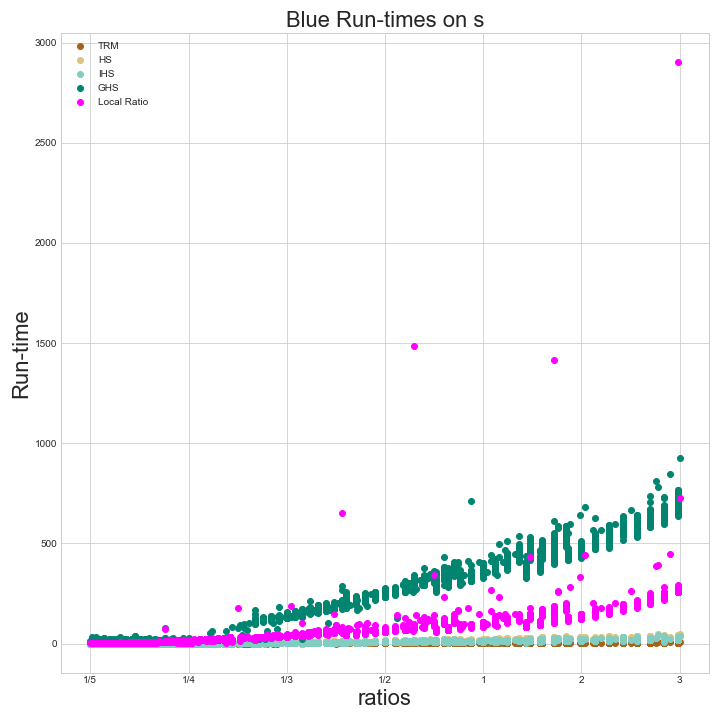 Blue Run-times on s
TRM
HS
IHS
GHS
Local Ratio
3000
2500
2000
1500
1000
500
0
Run-time
1/5 1/4 1/3 1/2 1 2 3
ratios